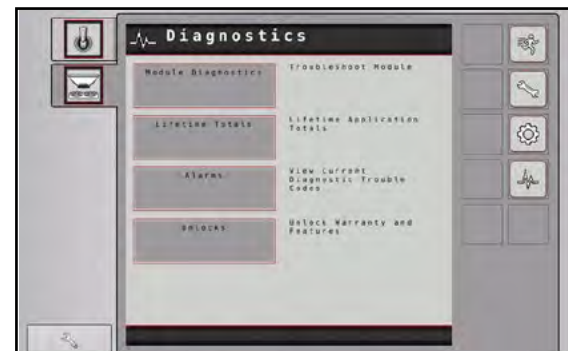 Diagnostics
Module Diagnostics
Troubleshoot Module
Lifetime Totals
Lifetime Application
Totals
Alarms
View Current
Diagnostic Trouble
Codes
Unlocks
Unlock Warranty and
Features